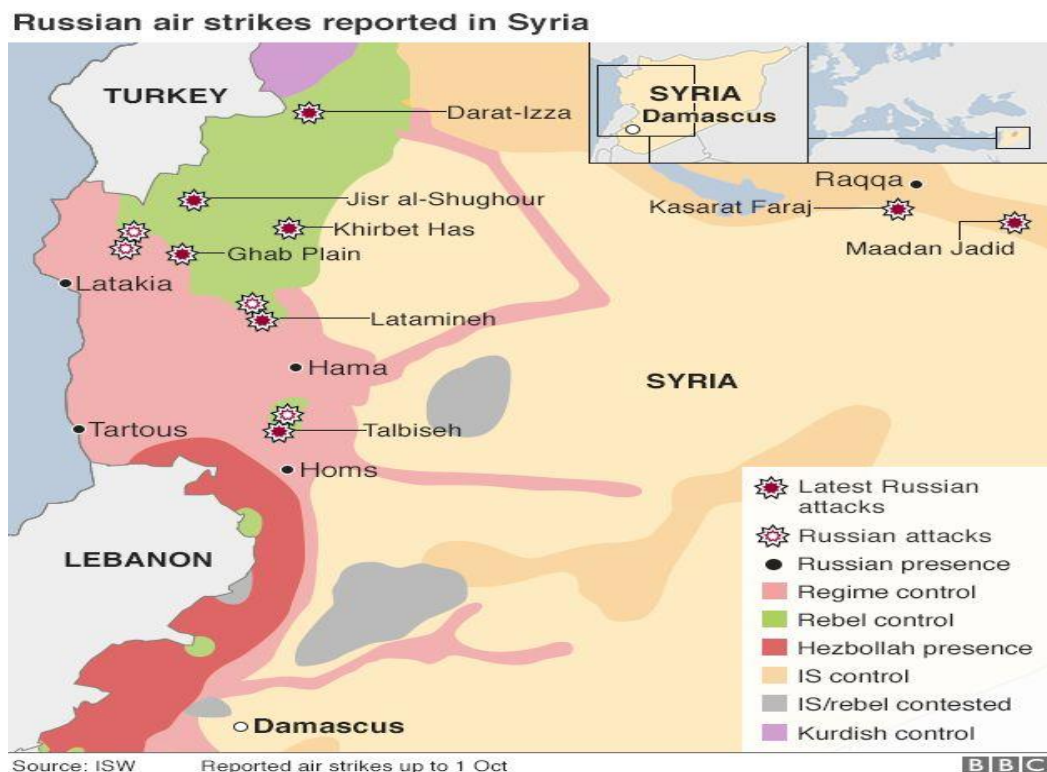 Russian air strikes reported in Syria
TURKEY
Darat-Izza
SYRIA
Damascus
Raqqa
Jisr al-Shughour
Kasarat Faraj
Khirbet Has
Maadan Jadid
Ghab Plain
Latakia
Latamineh
Hama
SYRIA
Tartous
Talbiseh
Homs
LEBANON
Damascus
Latest Russian
attacks
Russian attacks
Russian presence
Regime control
Rebel control
Hezbollah presence
IS control
IS/rebel contested
Kurdish control
Source: ISW Reported air strikes up to 1 Oct
BBC